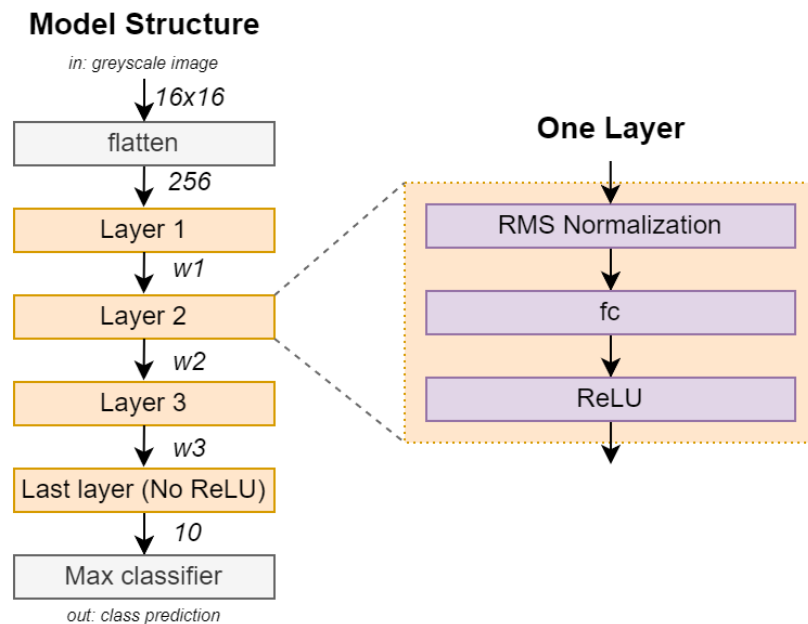 Model Structure
in: greyscale image
16x16
flatten
256
Layer 1
w1
Layer 2
w2
Layer 3
w3
Last layer (No ReLU)
10
Max classifier
out: class prediction
One Layer
RMS Normalization
fc
ReLU